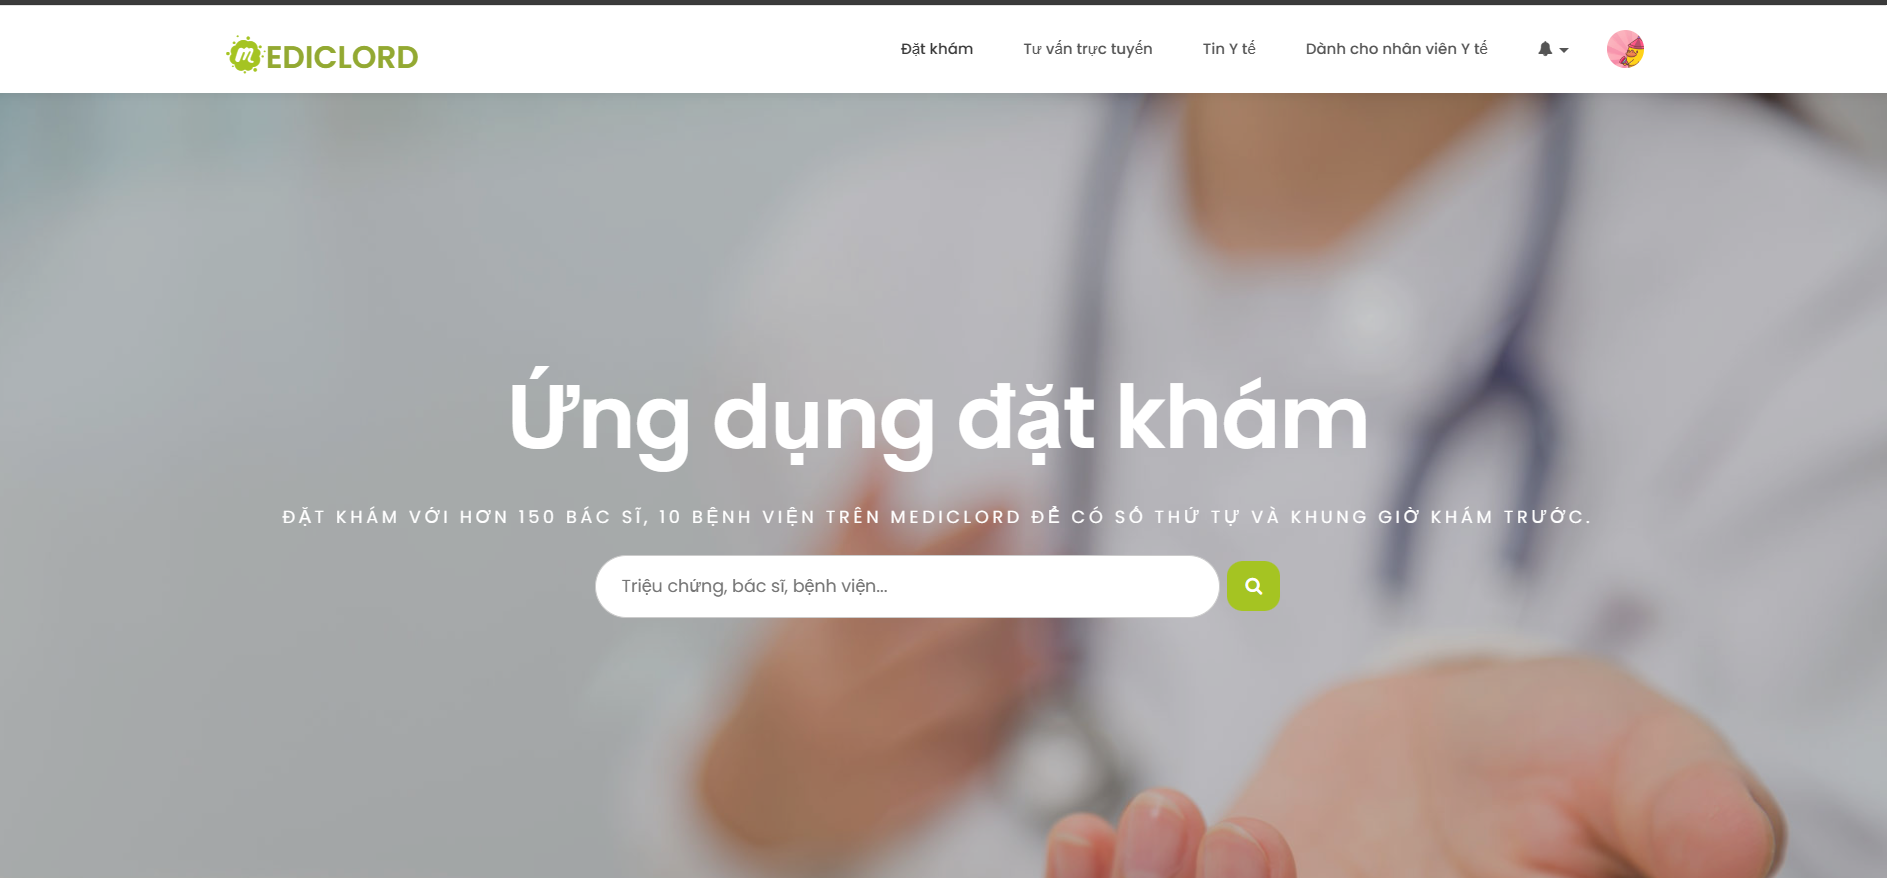 mEDICLORD
Đặt khám
Tư vấn trực tuyến
Tin Y tế
Dành cho nhân viên Y tế
Ứng dụng đặt khám
ĐẶT KHÁM VỚI HƠN 150 BÁC SĨ, 10 BỆNH VIỆN TRÊN MEDICLORD ĐỂ CÓ SỐ THỨ TỰ VÀ KHUNG GIỜ KHÁM TRƯỚC.
Triệu chứng, bác sĩ, bệnh viện...